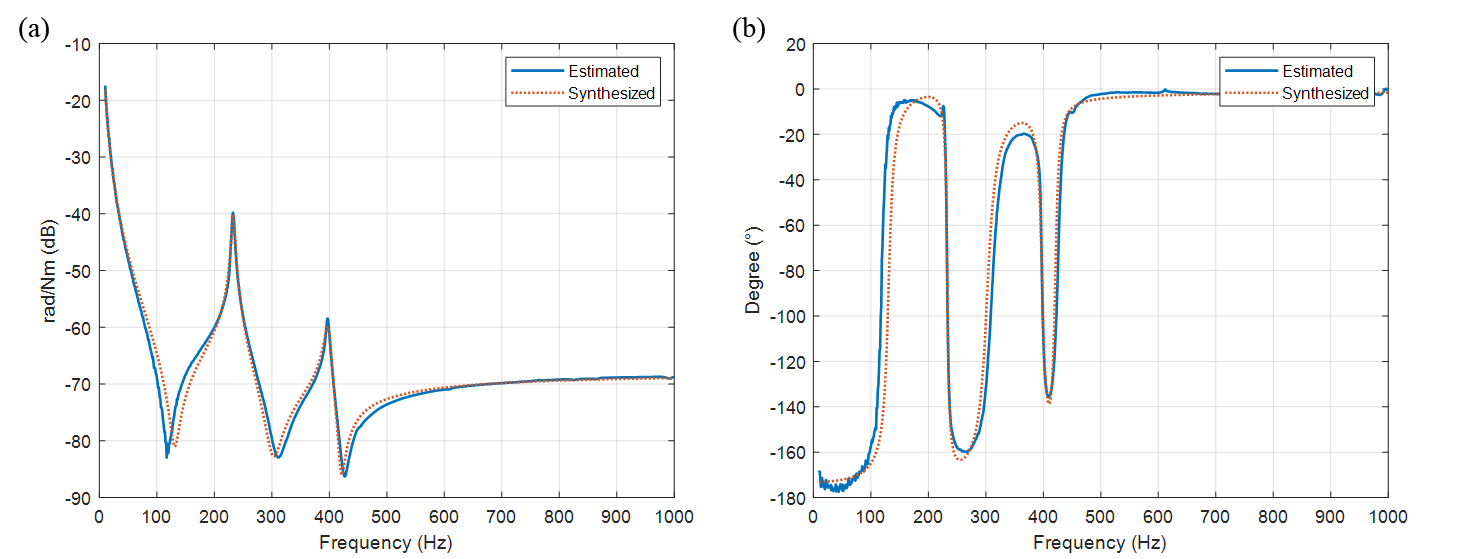 (a)
rad/Nm (dB)
-10
-20
-30
-40
-50
-60
-70
-80
-90
Estimated
Synthesized
0 100 200 300 400 500 600 700 800 900 1000
Frequency (Hz)
(b)
Degree (°)
20
0
-20
-40
-60
-80
-100
-120
-140
-160
-180
Estimated
Synthesized
0 100 200 300 400 500 600 700 800 900 1000
Frequency (Hz)